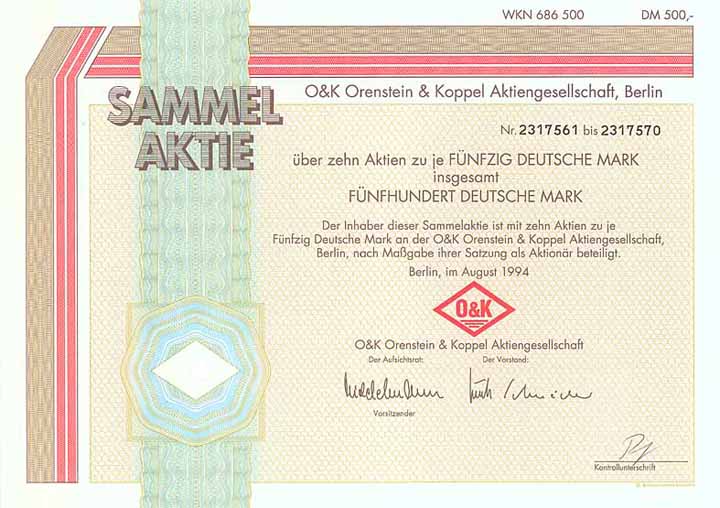 WKN 686 500 DM 500,-
SAMMEL
AKTIE
O&K Orenstein & Koppel Aktiengesellschaft, Berlin
Nr. 2317561 bis 2317570
über zehn Aktien zu je FÜNFZIG DEUTSCHE MARK
insgesamt
FÜNFHUNDERT DEUTSCHE MARK
Der Inhaber dieser Sammelaktie ist mit zehn Aktien zu je
Fünfzig Deutsche Mark an der O&K Orenstein & Koppel Aktiengesellschaft,
Berlin, nach Maßgabe ihrer Satzung als Aktionär beteiligt.
Berlin, im August 1994
O&K
O&K Orenstein & Koppel Aktiengesellschaft
Der Aufsichtsrat: Der Vorstand:
Vorsitzender
Kontrollunterschrift